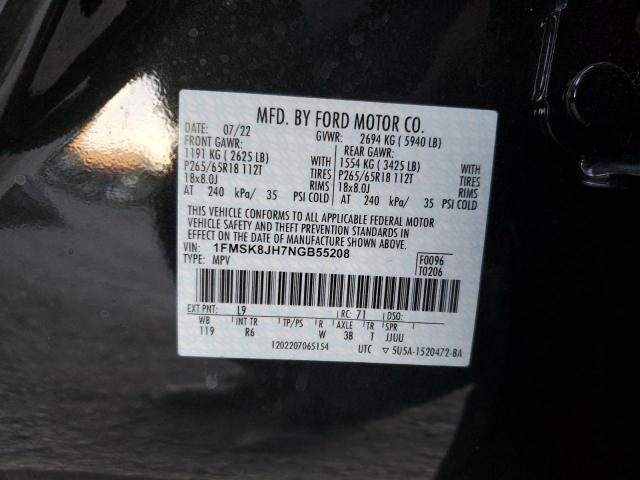 MFD. BY FORD MOTOR CO.
DATE: 07/22 GVWR: 2694 KG ( 5940 LB)
FRONT GAWR: REAR GAWR:
1191 KG ( 2625 LB) WITH 1554 KG ( 3425 LB) WITH
P265/65R18 112T TIRES P265/65R18 112T TIRES
18x8.0J RIMS 18x8.0J RIMS
AT 240 kPa/ 35 PSI COLD AT 240 kPa/ 35 PSI COLD
THIS VEHICLE CONFORMS TO ALL APPLICABLE FEDERAL MOTOR
VEHICLE SAFETY AND THEFT PREVENTION STANDARDS IN
EFFECT ON THE DATE OF MANUFACTURE SHOWN ABOVE.
VIN: 1FMSK8JH7NGB55208 F0096
TYPE: MPV T0206
EXT PNT: L9 RC: 71 DSO:
WB INT TR TP/PS R AXLE TR SPR
119 R6 W 3B T JJUU
1202207065154 UTC ▽ 5U5A-1520472-BA